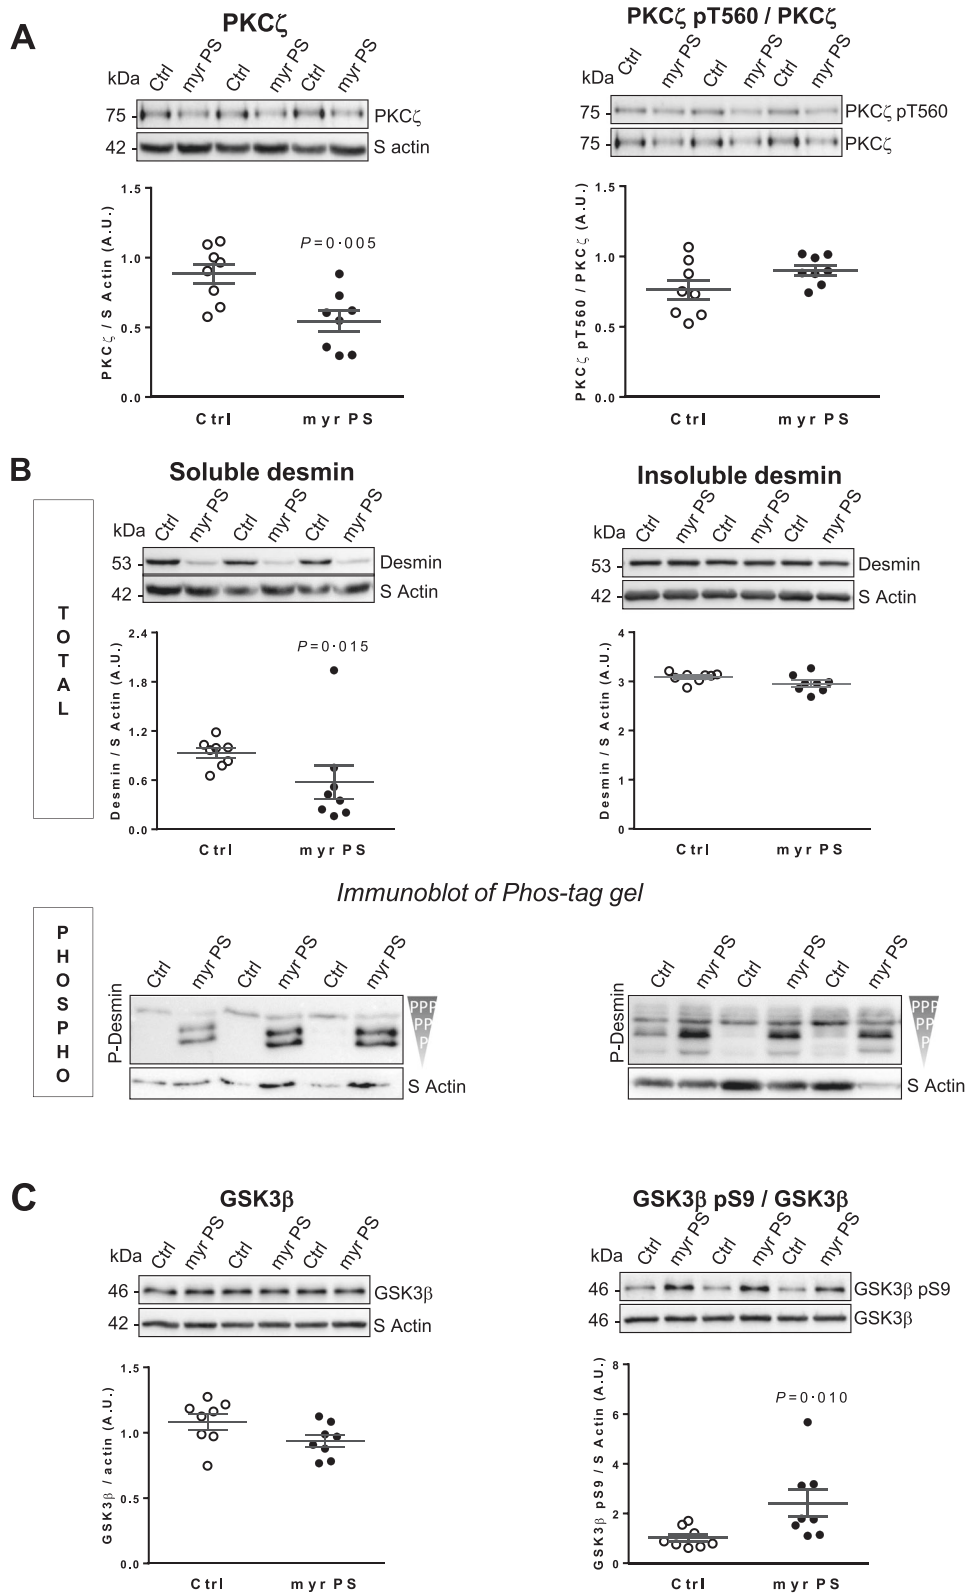 A
PKCζ
PKCζ pT560 / PKCζ
kDa
Ctrl
myr PS
Ctrl
myr PS
Ctrl
myr PS
75
PKCζ
42
S actin
kDa
Ctrl
myr PS
Ctrl
myr PS
Ctrl
myr PS
75
PKCζ pT560
75
PKCζ
PKCζ / S Actin (A.U.)
1.5
1.0
0.5
0.0
P=0·005
Ctrl
myr PS
PKCζ pT560 / PKCζ (A.U.)
1.5
1.0
0.5
0.0
Ctrl
myr PS
B
TOTAL
Soluble desmin
kDa
Ctrl
myr PS
Ctrl
myr PS
Ctrl
myr PS
53
Desmin
42
S Actin
Insoluble desmin
kDa
Ctrl
myr PS
Ctrl
myr PS
Ctrl
myr PS
53
Desmin
42
S Actin
Desmin / S Actin (A.U.)
2.4
1.8
1.2
0.6
0.0
P=0·015
Ctrl
myr PS
Desmin / S Actin (A.U.)
4
3
2
1
0
Ctrl
myr PS
Immunoblot of Phos-tag gel
PHOSPHO
Ctrl
myr PS
Ctrl
myr PS
Ctrl
myr PS
P-Desmin
PPP
PP
P
S Actin
Ctrl
myr PS
Ctrl
myr PS
Ctrl
myr PS
P-Desmin
PPP
PP
P
S Actin
C
GSK3β
kDa
Ctrl
myr PS
Ctrl
myr PS
Ctrl
myr PS
46
GSK3β
42
S Actin
GSK3β pS9 / GSK3β
kDa
Ctrl
myr PS
Ctrl
myr PS
Ctrl
myr PS
46
GSK3β pS9
46
GSK3β
GSK3β / actin (A.U.)
1.5
1.0
0.5
0.0
Ctrl
myr PS
GSK3β pS9 / S Actin (A.U.)
8
6
4
2
0
P=0·010
Ctrl
myr PS